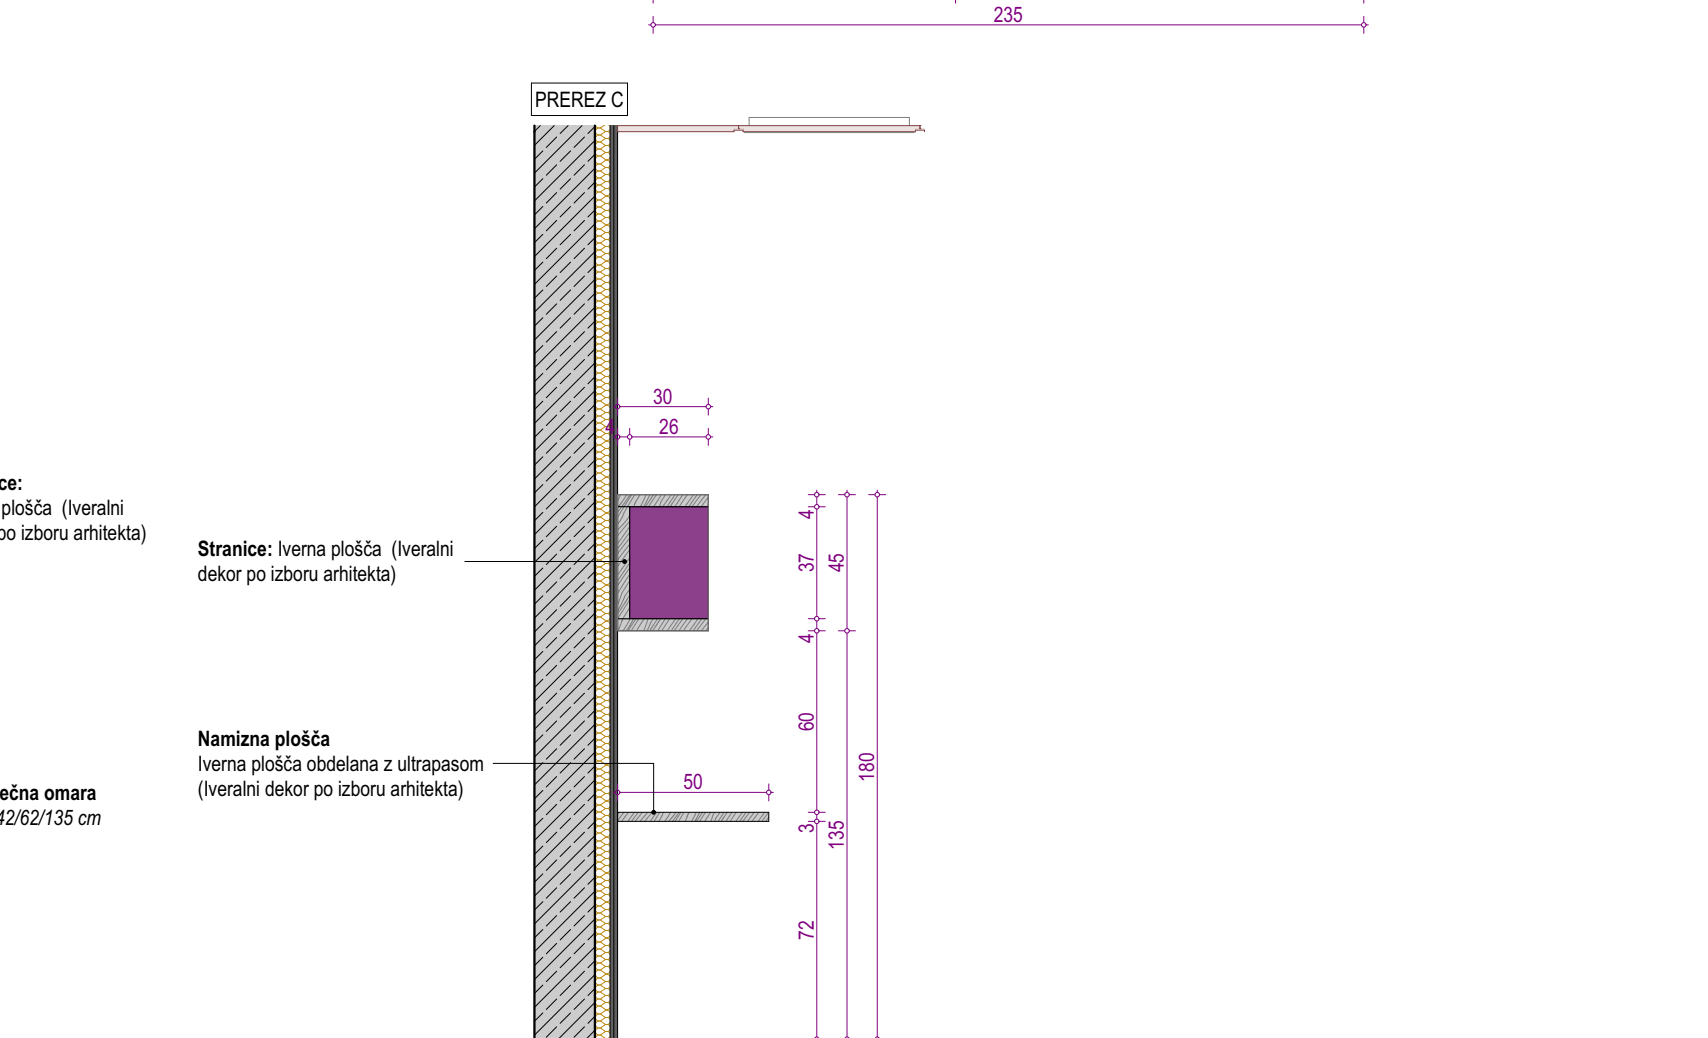 235
PREREZ C
30
4
26
ce:
plošča (Iveralni
po izboru arhitekta)
Stranice: Iverna plošča (Iveralni
dekor po izboru arhitekta)
4
37
45
4
Namizna plošča
Iverna plošča obdelana z ultrapasom
(Iveralni dekor po izboru arhitekta)
ečna omara
42/62/135 cm
50
60
180
3
135
72